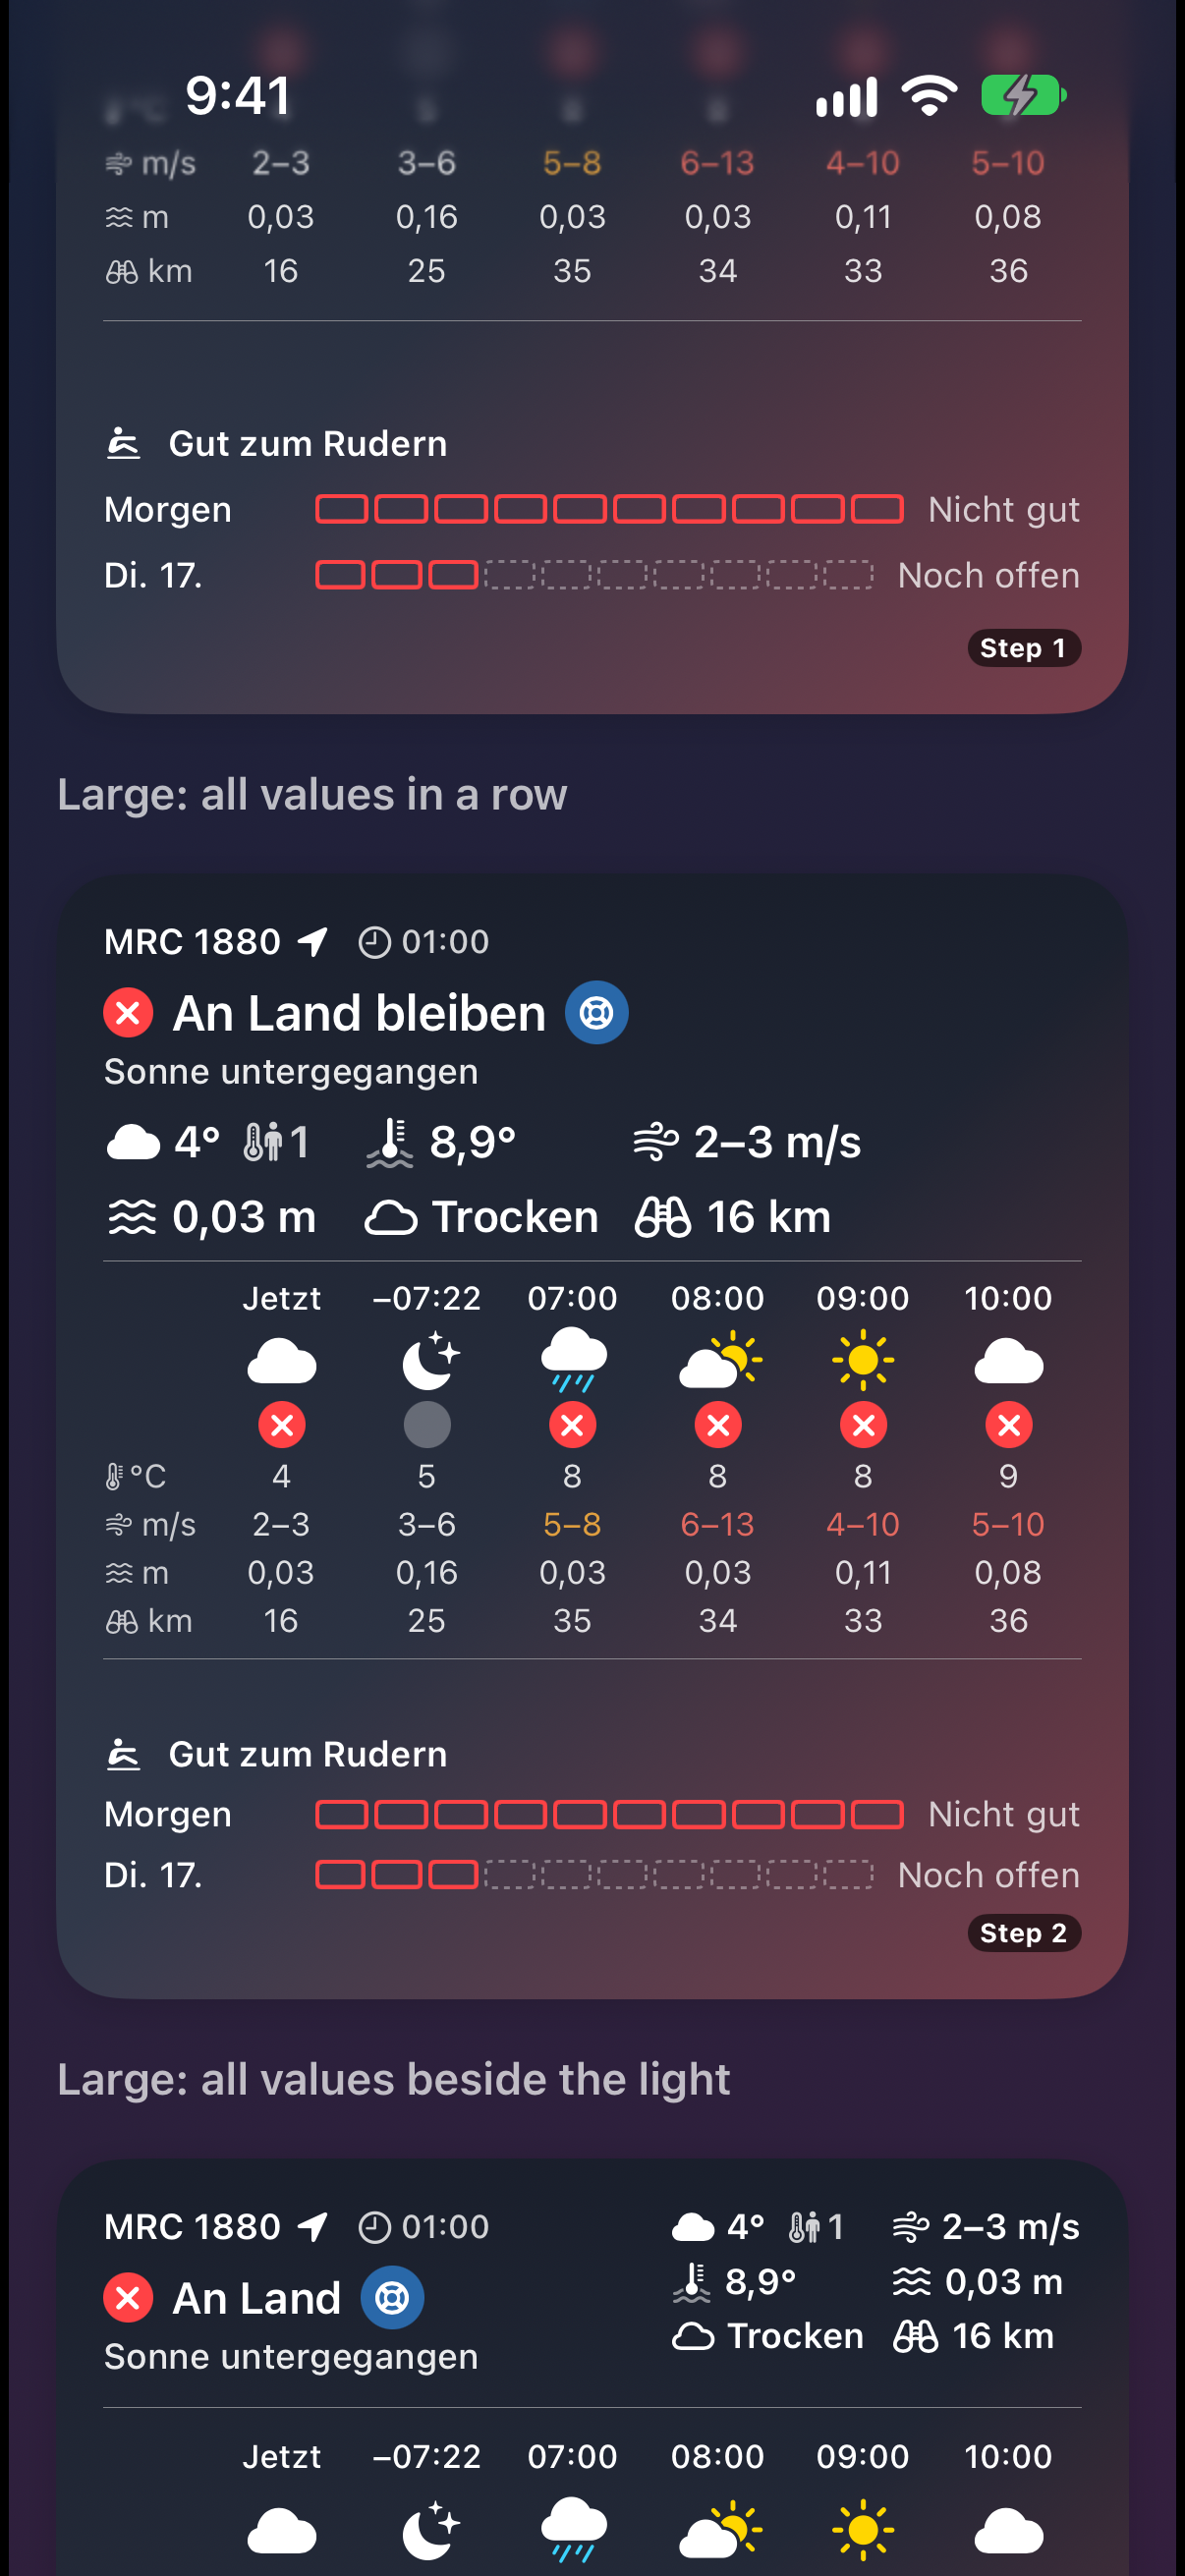 9:41
m/s 2–3 3–6 5–8 6–13 4–10 5–10
m 0,03 0,16 0,03 0,03 0,11 0,08
km 16 25 35 34 33 36
Gut zum Rudern
Morgen Nicht gut
Di. 17. Noch offen
Step 1
Large: all values in a row
MRC 1880 01:00
An Land bleiben
Sonne untergegangen
4° 1 8,9° 2–3 m/s
0,03 m Trocken 16 km
Jetzt –07:22 07:00 08:00 09:00 10:00
°C 4 5 8 8 8 9
m/s 2–3 3–6 5–8 6–13 4–10 5–10
m 0,03 0,16 0,03 0,03 0,11 0,08
km 16 25 35 34 33 36
Gut zum Rudern
Morgen Nicht gut
Di. 17. Noch offen
Step 2
Large: all values beside the light
MRC 1880 01:00 4° 1 2–3 m/s
An Land 8,9° 0,03 m
Sonne untergegangen Trocken 16 km
Jetzt –07:22 07:00 08:00 09:00 10:00